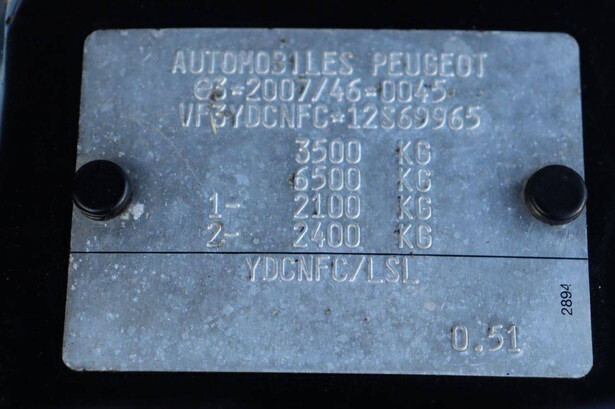 AUTOMOBILES PEUGEOT
e3*2007/46*0045*
VF3YDCNFC*12S69965
3500 KG
6500 KG
1- 2100 KG
2- 2400 KG
YDCNFC/LSL
2894
0.51